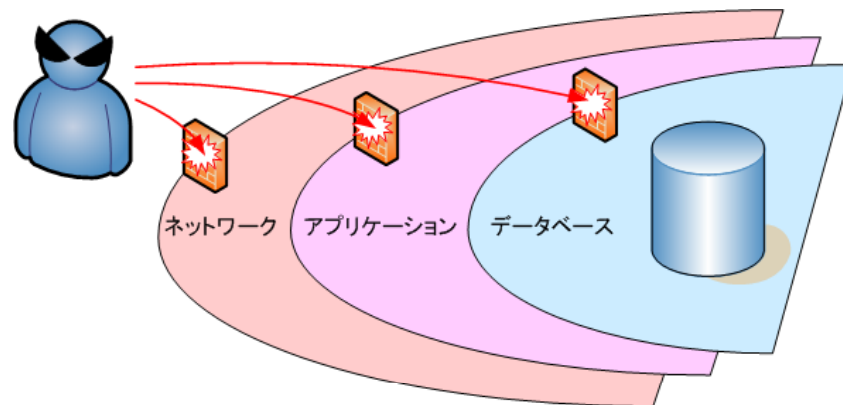 ネットワーク
アプリケーション
データベース